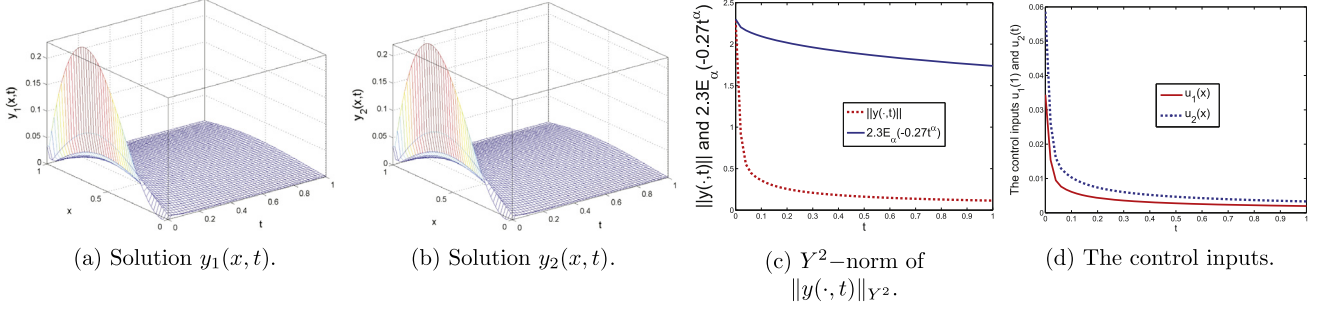 y1(x,t)
0.2
0.15
0.1
0.05
0
1
0.5
0
x
0
0.2
0.4
0.6
0.8
1
t
(a) Solution y1(x, t).
y2(x,t)
0.2
0.15
0.1
0.05
0
1
0.5
0
x
0
0.2
0.4
0.6
0.8
1
t
(b) Solution y2(x, t).
||y(·,t)|| and 2.3Eα(-0.27tα)
2.5
2
1.5
1
0.5
0
0 0.1 0.2 0.3 0.4 0.5 0.6 0.7 0.8 0.9 1
t
||y(·,t)||
2.3Eα(-0.27tα)
(c) Y2−norm of
‖y(·, t)‖Y2.
The control inputs u1(1) and u2(t)
0.06
0.05
0.04
0.03
0.02
0.01
0
0 0.1 0.2 0.3 0.4 0.5 0.6 0.7 0.8 0.9 1
t
u1(x)
u2(x)
(d) The control inputs.